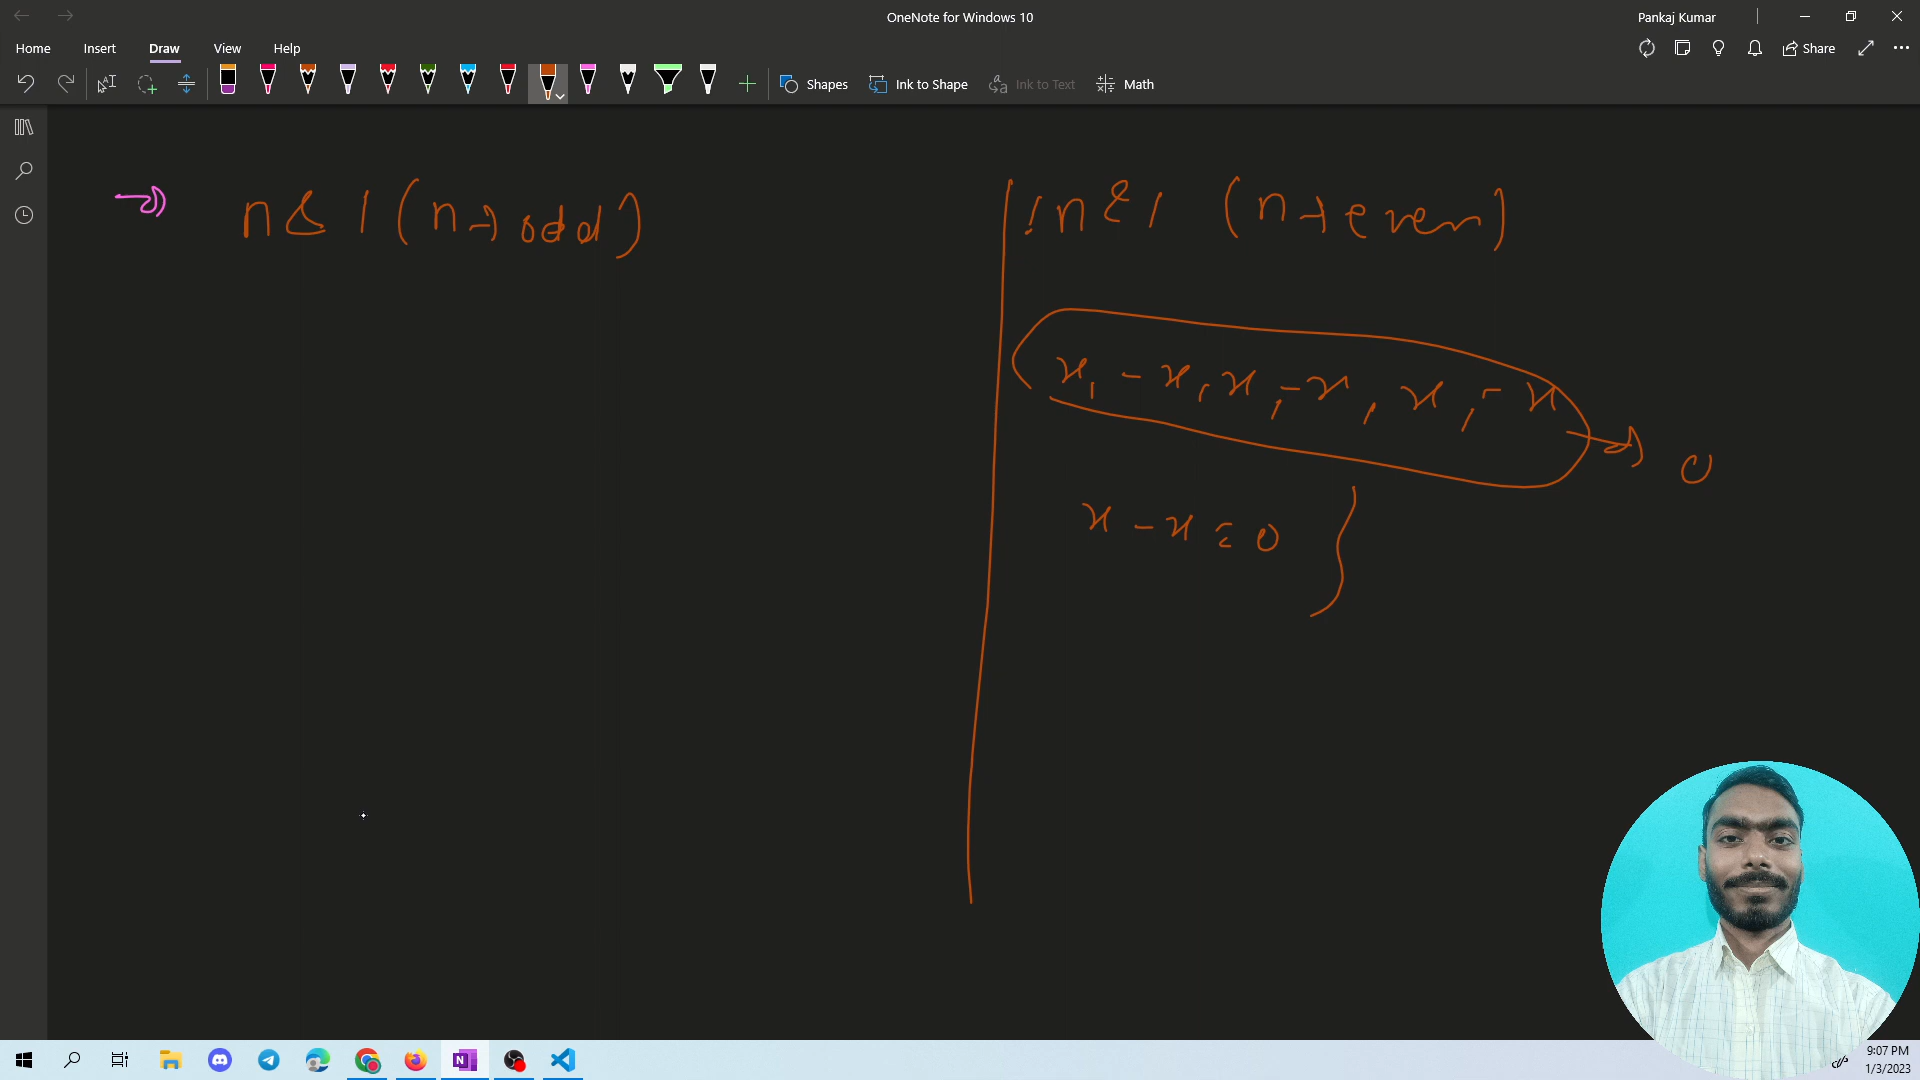 OneNote for Windows 10
Pankaj Kumar
Home Insert Draw View Help
Share
Shapes
Ink to Shape
Ink to Text
Math
n & 1 (n → odd)
!n & 1 (n → even)
x, -x, x, -x, x, -x → 0
x - x = 0
9:07 PM
1/3/2023